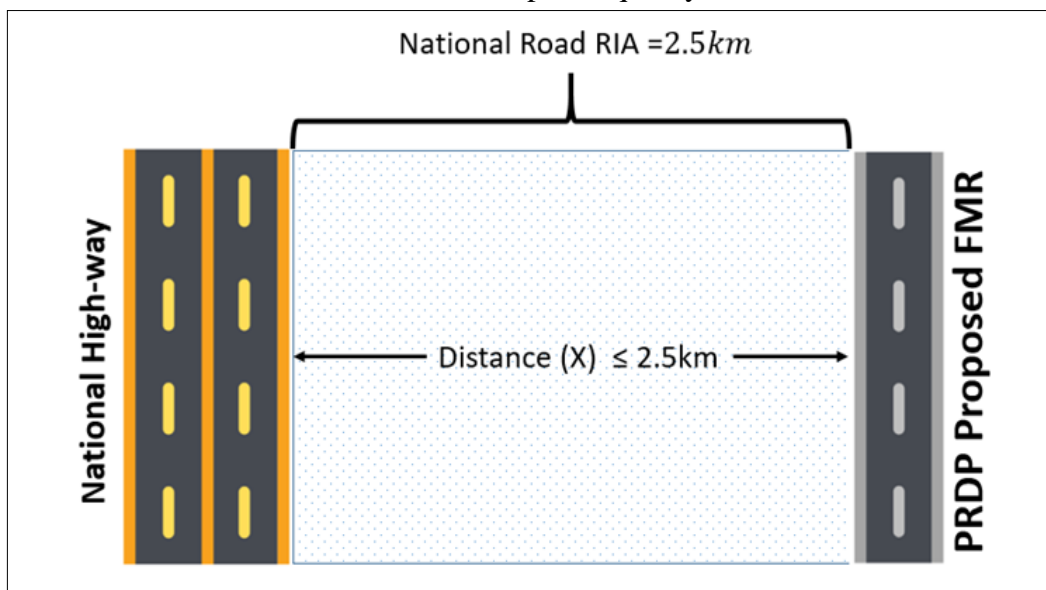 National Road RIA =2.5km
National High-way
Distance (X) ≤ 2.5km
PRDP Proposed FMR